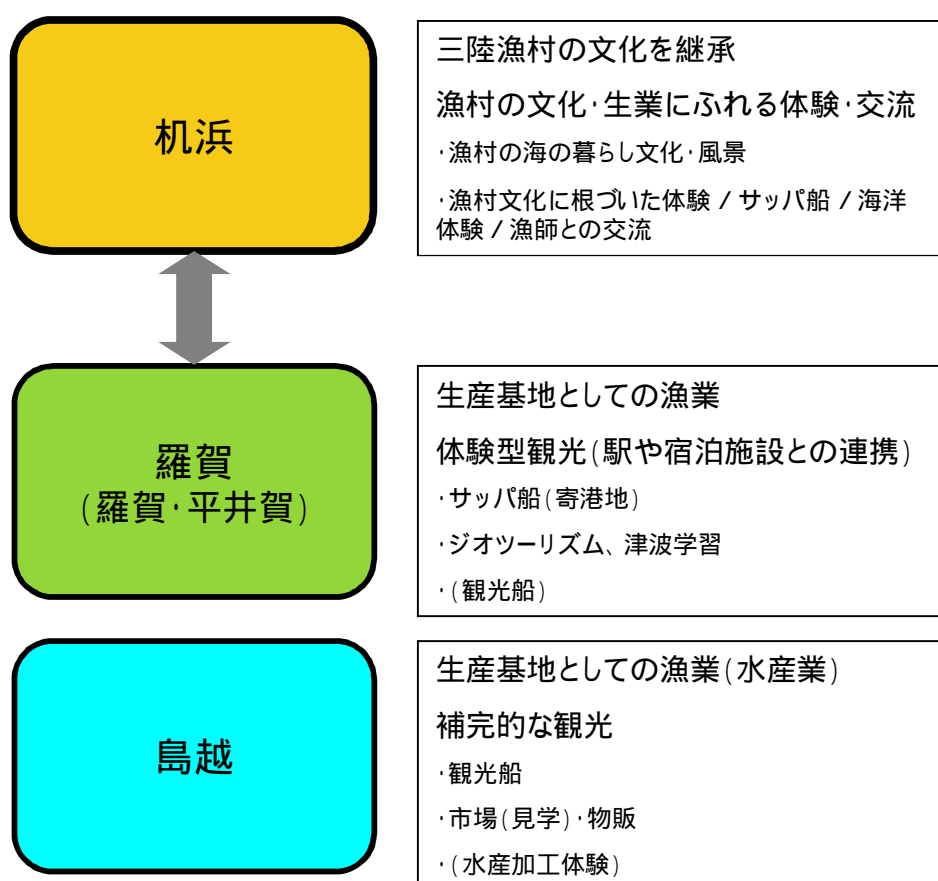 机浜
三陸漁村の文化を継承
漁村の文化・生業にふれる体験・交流
・漁村の海の暮らし文化・風景
・漁村文化に根づいた体験 / サッパ船 / 海洋
体験 / 漁師との交流
羅賀
(羅賀・平井賀)
生産基地としての漁業
体験型観光(駅や宿泊施設との連携)
・サッパ船(寄港地)
・ジオツーリズム、津波学習
・(観光船)
島越
生産基地としての漁業(水産業)
補完的な観光
・観光船
・市場(見学)・物販
・(水産加工体験)